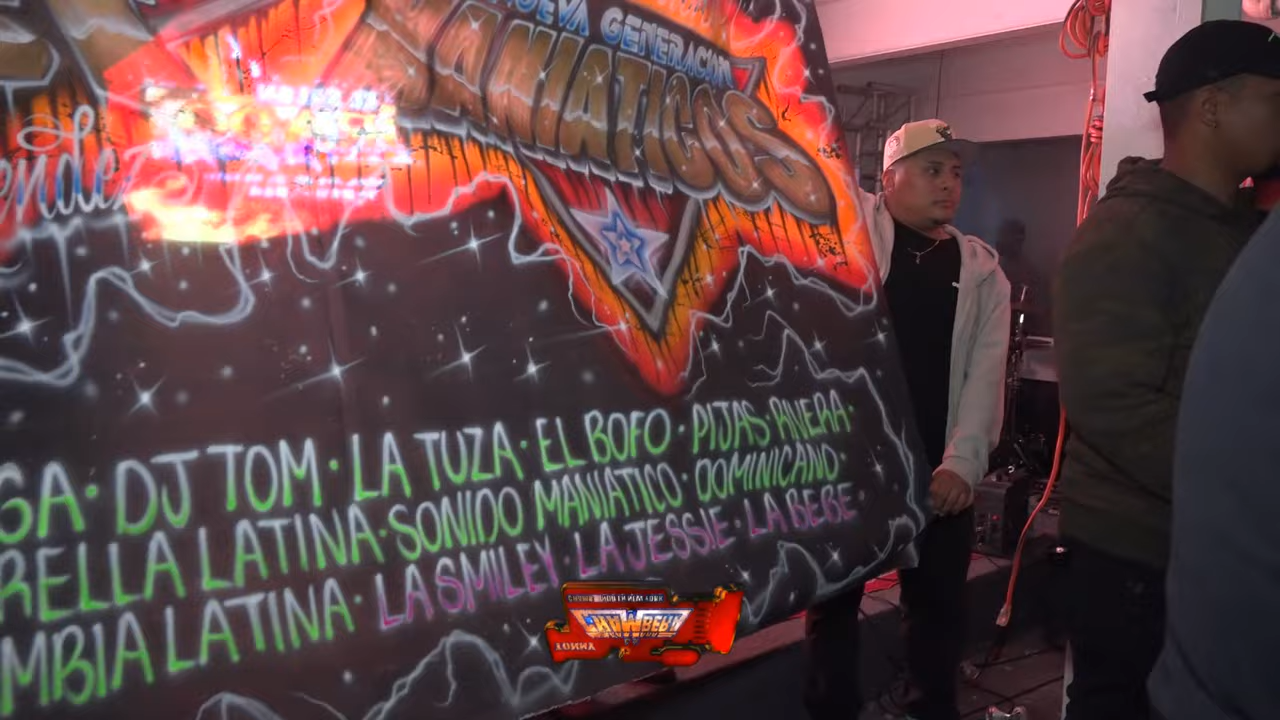 NUEVA GENERACION
MANIATICOS
endez
GA · DJ TOM · LA TUZA · EL BOFO · PIJAS · RIVERA ·
RELLA LATINA · SONIDO MANIATICO · DOMINICANO ·
MBIA LATINA · LA SMILEY · LA JESSIE · LA BEBE ·